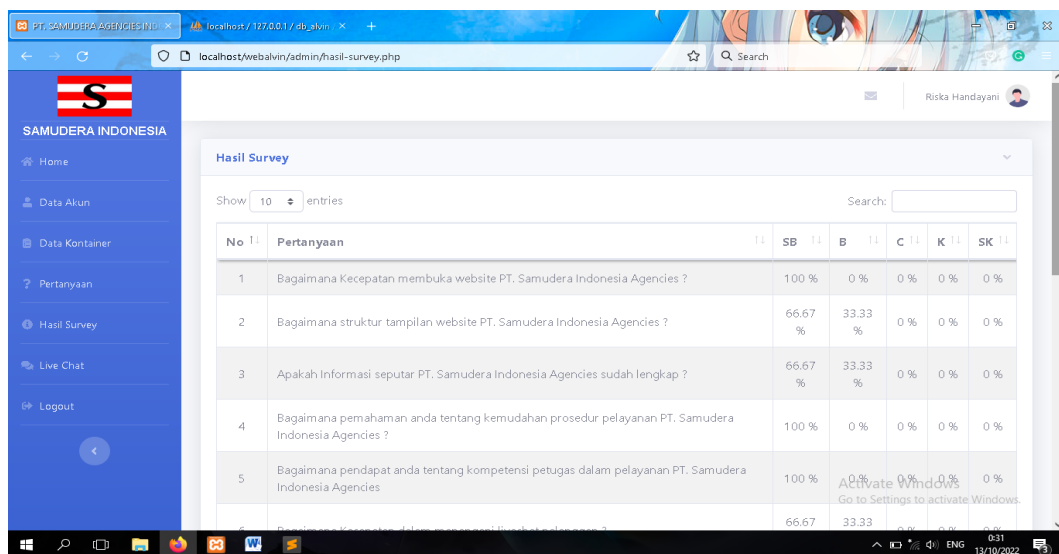 PT. SAMUDERA AGENCIES IND
localhost / 127.0.0.1 / db_alvin
localhost/webalvin/admin/hasil-survey.php
Search
S
SAMUDERA INDONESIA
Riska Handayani
Home
Data Akun
Data Kontainer
Pertanyaan
Hasil Survey
Live Chat
Logout
Hasil Survey
Show 10 entries
Search:
No Pertanyaan SB B C K SK
1 Bagaimana Kecepatan membuka website PT. Samudera Indonesia Agencies ? 100 % 0 % 0 % 0 % 0 %
2 Bagaimana struktur tampilan website PT. Samudera Indonesia Agencies ? 66.67 % 33.33 % 0 % 0 % 0 %
3 Apakah Informasi seputar PT. Samudera Indonesia Agencies sudah lengkap ? 66.67 % 33.33 % 0 % 0 % 0 %
4 Bagaimana pemahaman anda tentang kemudahan prosedur pelayanan PT. Samudera
Indonesia Agencies ? 100 % 0 % 0 % 0 % 0 %
5 Bagaimana pendapat anda tentang kompetensi petugas dalam pelayanan PT. Samudera
Indonesia Agencies 100 % 0 % 0 % 0 % 0 %
66.67 33.33
Activate Windows
Go to Settings to activate Windows.
ENG
0:31
13/10/2022